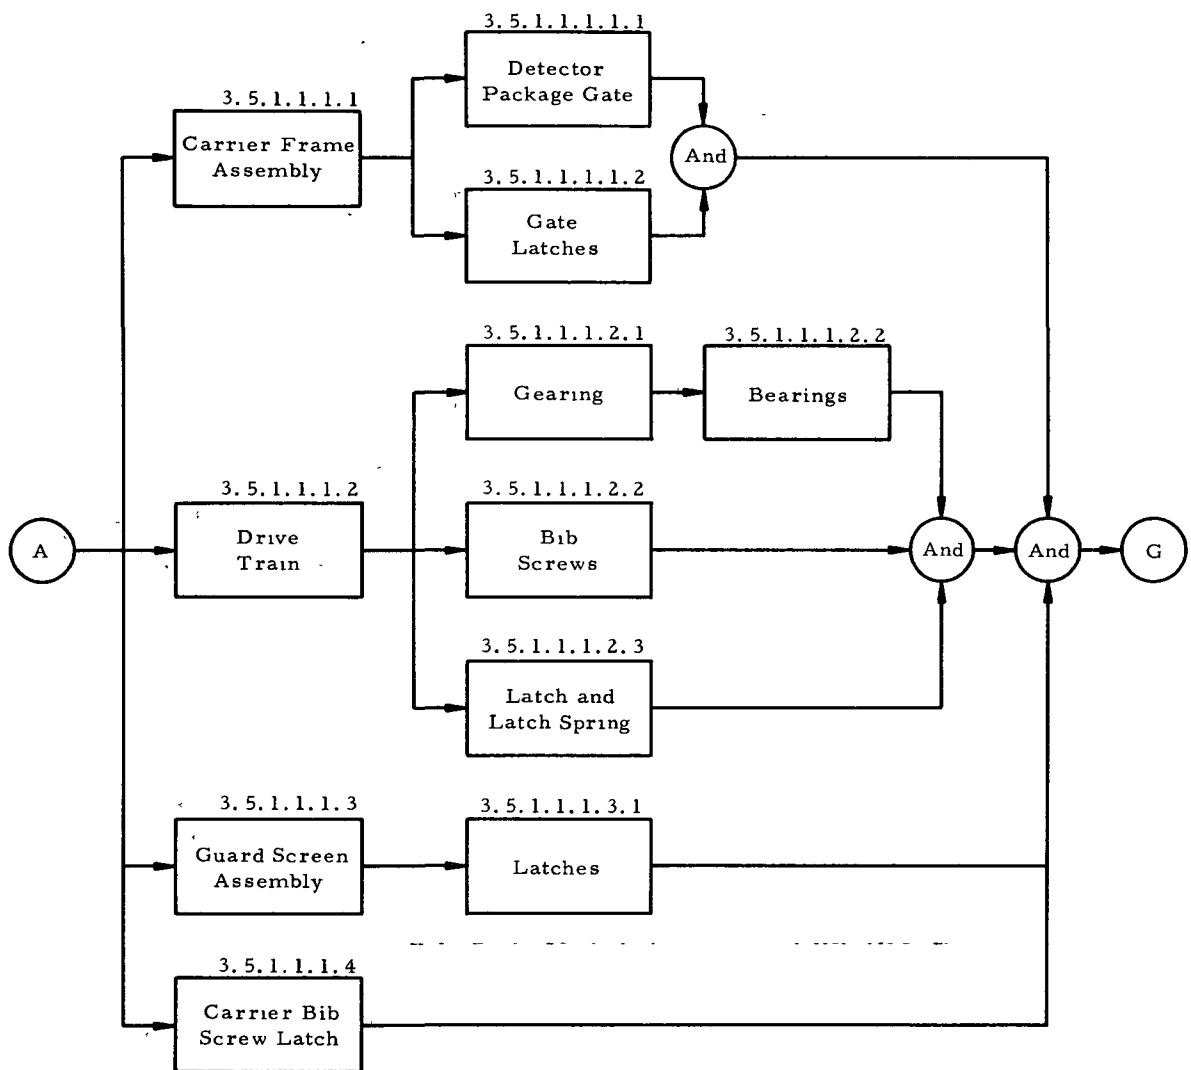 3.5.1.1.1.1.1
Detector
Package Gate
3.5.1.1.1.1
Carrier Frame
Assembly
And
3.5.1.1.1.1.2
Gate
Latches
3.5.1.1.1.2.1
Gearing
3.5.1.1.1.2.2
Bearings
3.5.1.1.1.2
Drive
Train
3.5.1.1.1.2.2
Bib
Screws
A
And
And
G
3.5.1.1.1.2.3
Latch and
Latch Spring
3.5.1.1.1.3
Guard Screen
Assembly
3.5.1.1.1.3.1
Latches
3.5.1.1.1.4
Carrier Bib
Screw Latch